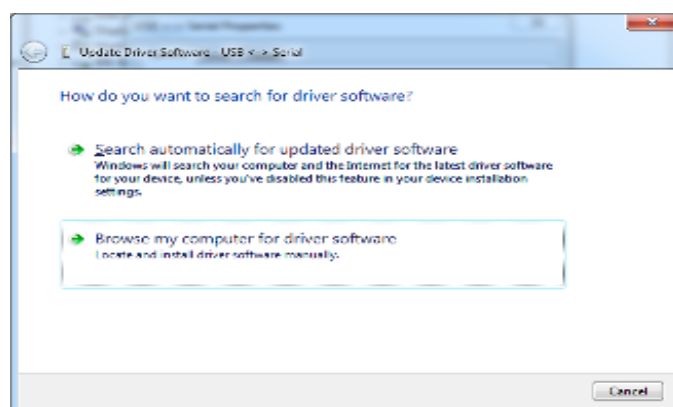 Update Driver Software - USB <-> Serial
How do you want to search for driver software?
Search automatically for updated driver software
Windows will search your computer and the Internet for the latest driver software
for your device, unless you've disabled this feature in your device installation
settings.
Browse my computer for driver software
Locate and install driver software manually.
Cancel